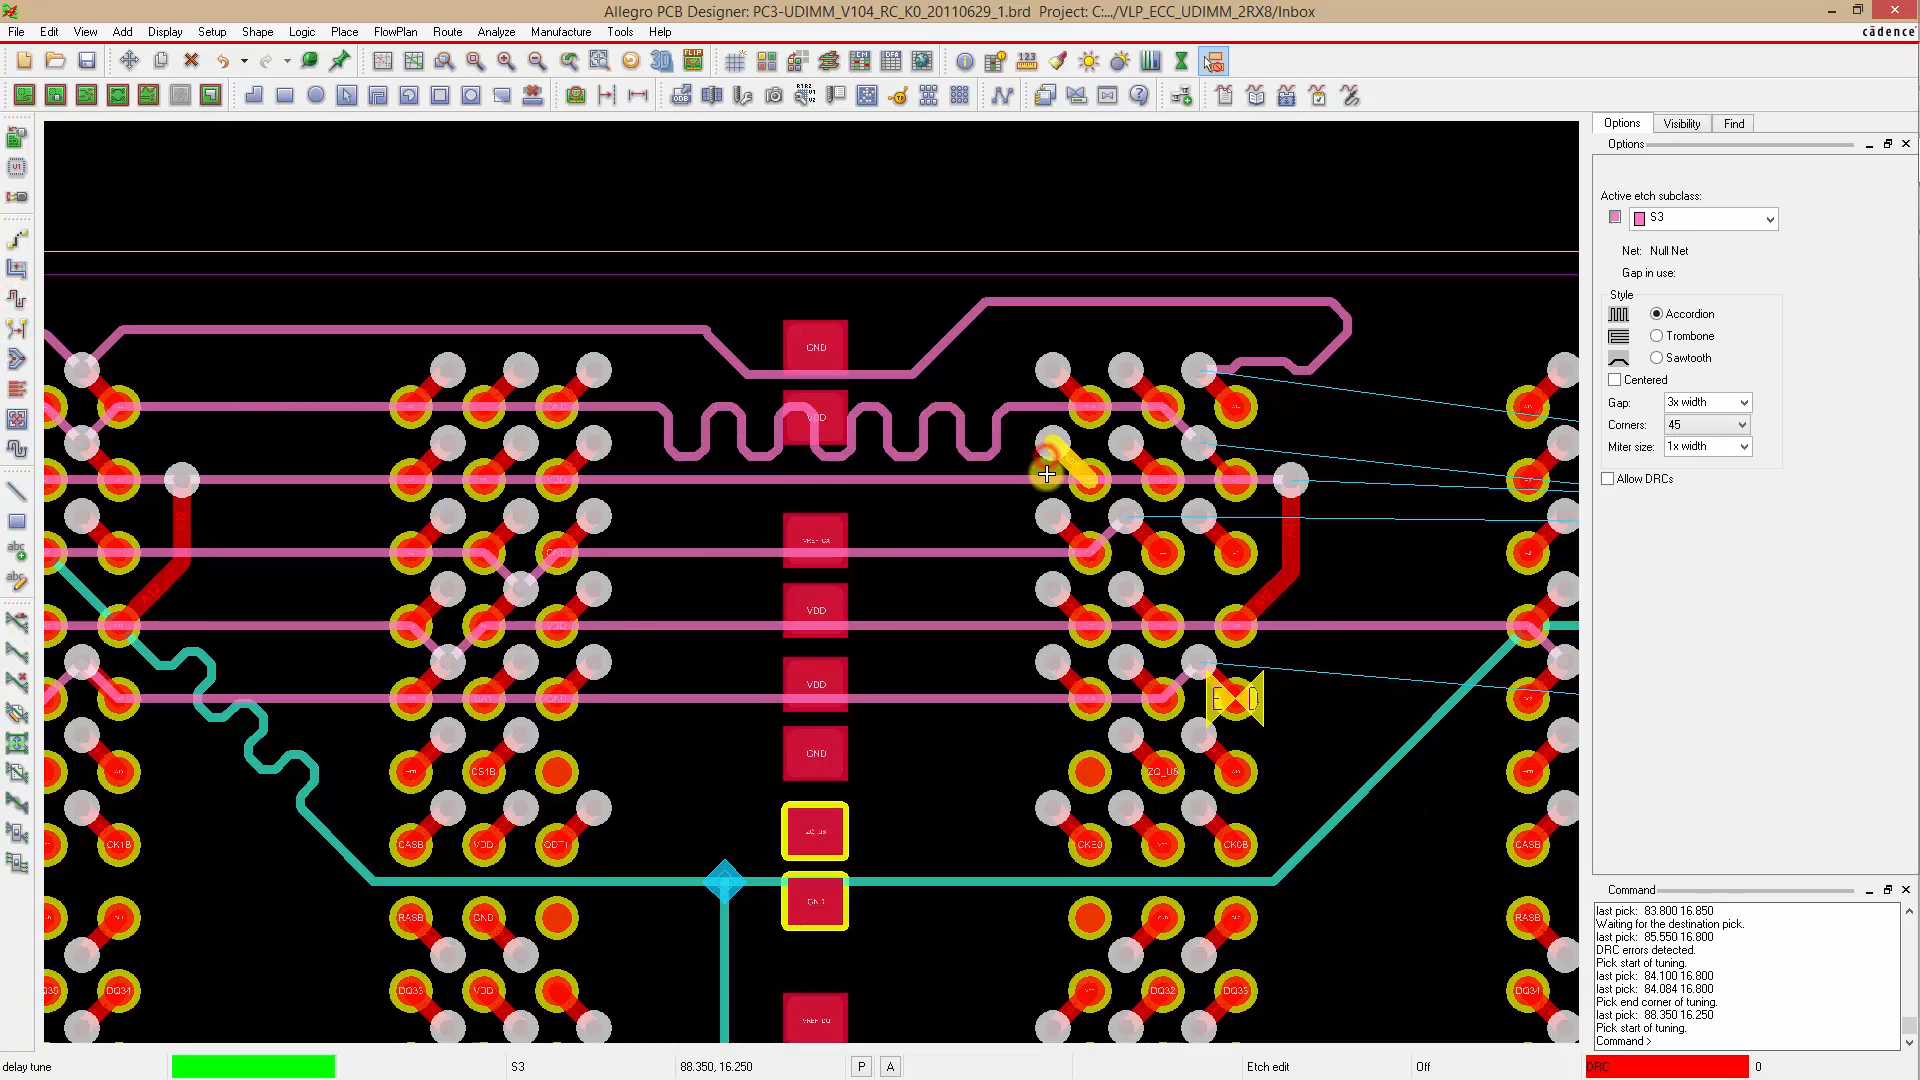 Allegro PCB Designer: PC3-UDIMM_V104_RC_K0_20110629_1.brd Project: C:.../VLP_ECC_UDIMM_2RX8/Inbox
File Edit View Add Display Setup Shape Logic Place FlowPlan Route Analyze Manufacture Tools Help
cādence
Options Visibility Find
Options
Active etch subclass:
S3
Net: Null Net
Gap in use:
Style
Accordion
Trombone
Sawtooth
Centered
Gap: 3x width
Corners: 45
Miter size: 1x width
Allow DRCs
GND
VDD
VDD
VDD
GND
GND
E D
CS1B
ZQ_U5
CK1B
CASB
VDD
ODT1
CKE0
CK0B
CASB
RASB
GND
RASB
DQ35
DQ34
DQ35
VDD
DQ32
DQ35
DQ34
Command
last pick: 83.800 16.850
Waiting for the destination pick.
last pick: 85.550 16.800
DRC errors detected.
Pick start of tuning.
last pick: 84.100 16.800
last pick: 84.084 16.800
Pick end corner of tuning.
last pick: 88.350 16.250
Pick start of tuning.
Command >
delay tune
S3
88.350, 16.250
P
A
Etch edit
Off
DRC
0